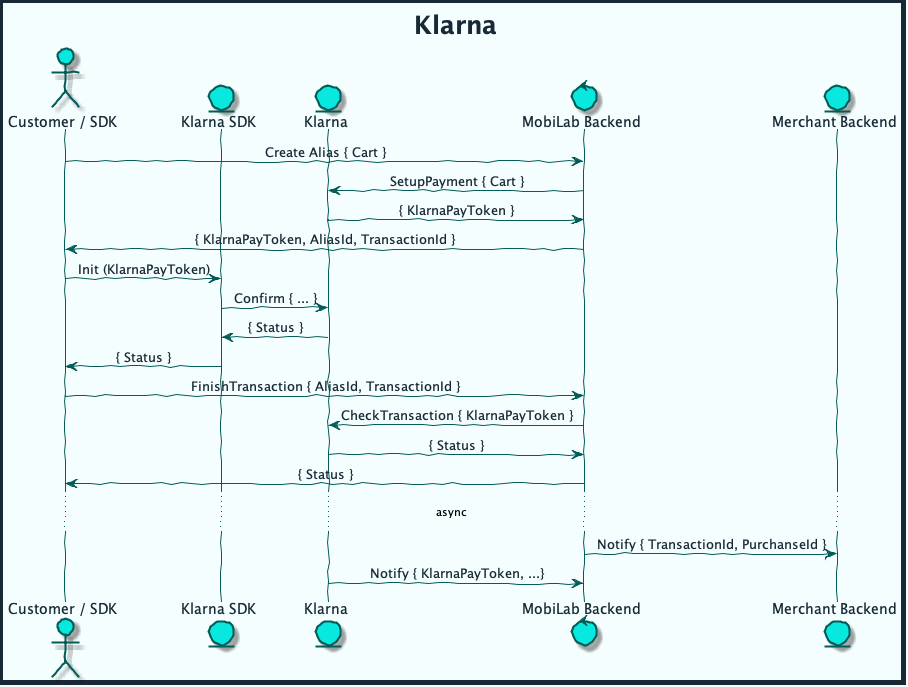 Klarna
Customer / SDK
Klarna SDK
Klarna
MobiLab Backend
Merchant Backend
Create Alias { Cart }
SetupPayment { Cart }
{ KlarnaPayToken }
{ KlarnaPayToken, AliasId, TransactionId }
Init (KlarnaPayToken)
Confirm { ... }
{ Status }
{ Status }
FinishTransaction { AliasId, TransactionId }
CheckTransaction { KlarnaPayToken }
{ Status }
{ Status }
async
Notify { TransactionId, PurchanseId }
Notify { KlarnaPayToken, ...}
Customer / SDK
Klarna SDK
Klarna
MobiLab Backend
Merchant Backend